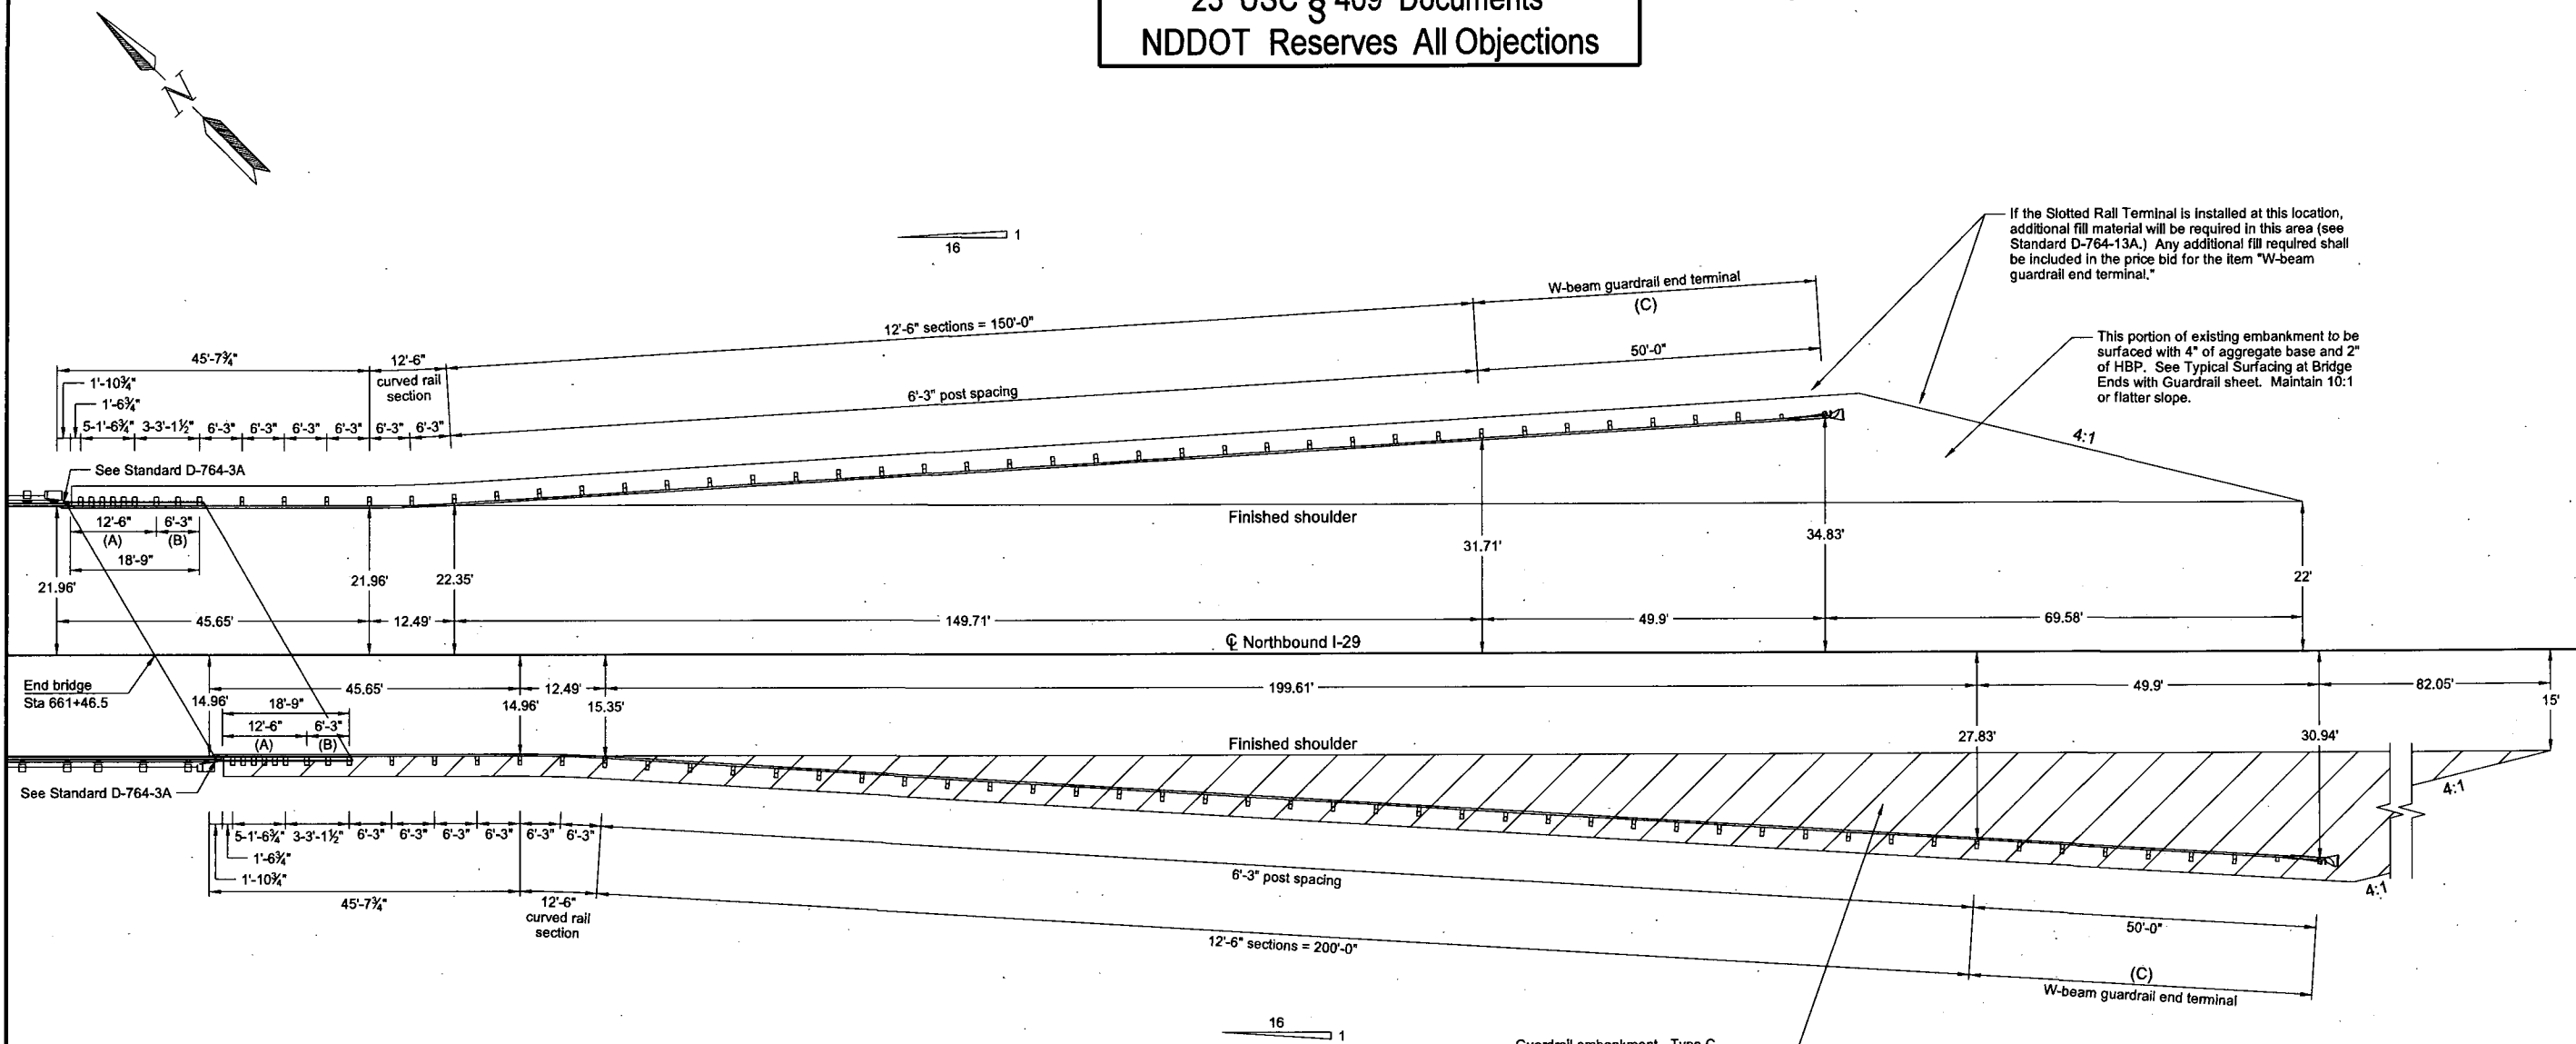 23 USC § 409 Documents
NDDOT Reserves All Objections
N
16
1
If the Slotted Rail Terminal is installed at this location,
additional fill material will be required in this area (see
Standard D-764-13A.) Any additional fill required shall
be included in the price bid for the item "W-beam
guardrail end terminal."
W-beam guardrail end terminal
(C)
12'-6" sections = 150'-0"
50'-0"
This portion of existing embankment to be
surfaced with 4" of aggregate base and 2"
of HBP. See Typical Surfacing at Bridge
Ends with Guardrail sheet. Maintain 10:1
or flatter slope.
45'-7¾"
12'-6"
curved rail
section
1'-10¾"
1'-6¾"
6'-3" post spacing
5-1'-6¾" 3-3'-1½" 6'-3" 6'-3" 6'-3" 6'-3" 6'-3" 6'-3"
4:1
See Standard D-764-3A
12'-6" 6'-3"
(A) (B)
18'-9"
Finished shoulder
21.96' 21.96' 22.35' 31.71' 34.83' 22'
45.65' 12.49' 149.71' 49.9' 69.58'
℄ Northbound I-29
End bridge
Sta 661+46.5
45.65' 12.49' 199.61' 49.9' 82.05'
14.96' 14.96' 15.35' 27.83' 30.94' 15'
18'-9"
12'-6" 6'-3"
(A) (B)
Finished shoulder
See Standard D-764-3A
4:1
5-1'-6¾" 3-3'-1½" 6'-3" 6'-3" 6'-3" 6'-3" 6'-3" 6'-3"
1'-6¾"
1'-10¾"
6'-3" post spacing
4:1
45'-7¾"
12'-6"
curved rail
section
50'-0"
12'-6" sections = 200'-0"
(C)
W-beam guardrail end terminal
16
1
Guardrail embankment - Type C